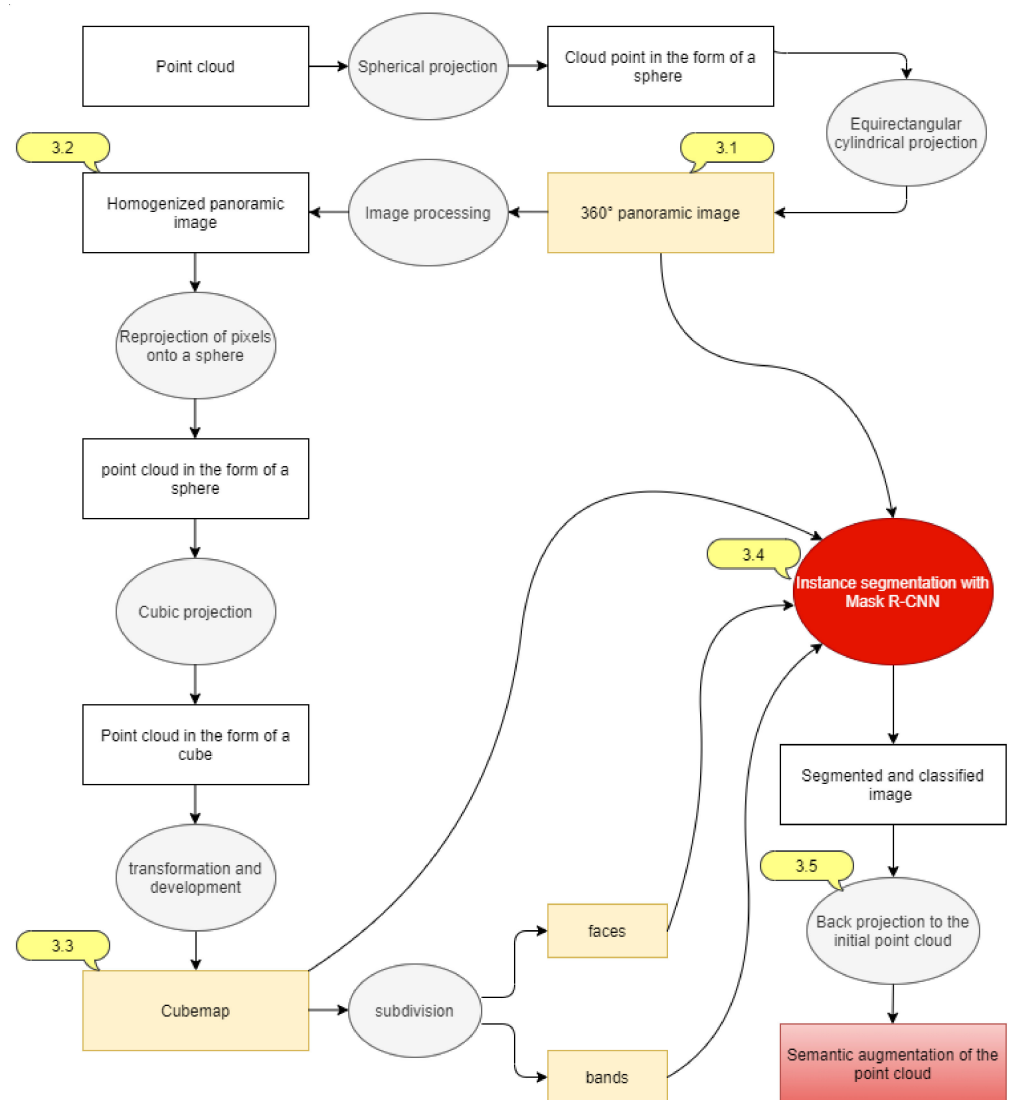 Point cloud
Spherical projection
Cloud point in the form of a
sphere
Equirectangular
cylindrical projection
3.2
3.1
Homogenized panoramic
image
Image processing
360° panoramic image
Reprojection of pixels
onto a sphere
point cloud in the form of a
sphere
3.4
Instance segmentation with
Mask R-CNN
Cubic projection
Point cloud in the form of a
cube
Segmented and classified
image
transformation and
development
3.5
Back projection to the
initial point cloud
3.3
faces
Cubemap
subdivision
Semantic augmentation of the
point cloud
bands